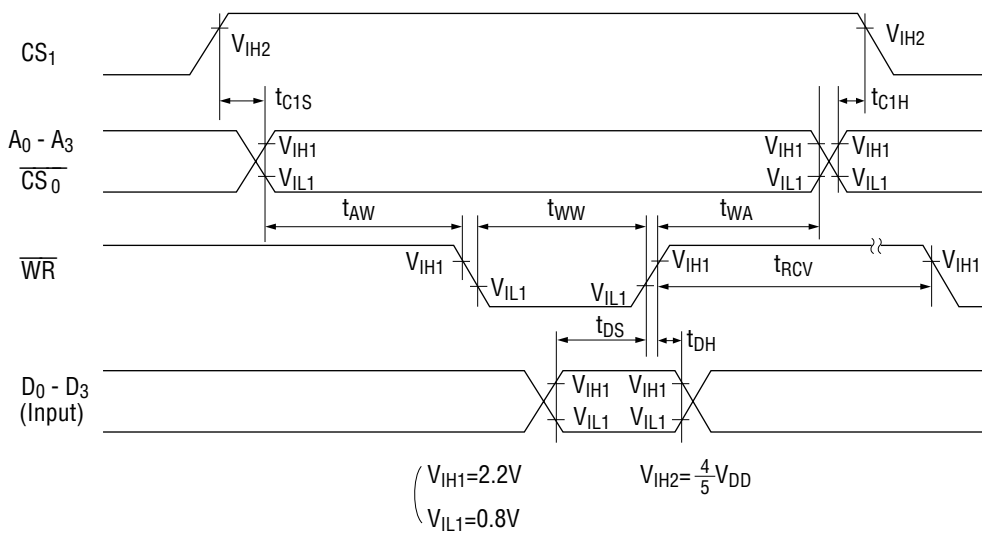 CS1
VIH2
VIH2
tC1S
tC1H
A0 - A3
CS0
VIH1
VIL1
VIH1
VIL1
VIH1
VIL1
tAW
tWW
tWA
WR
VIH1
VIL1
VIL1
VIH1
tRCV
VIH1
tDS
tDH
D0 - D3
(Input)
VIH1
VIL1
VIH1
VIL1
VIH1=2.2V
VIL1=0.8V
VIH2=4/5VDD